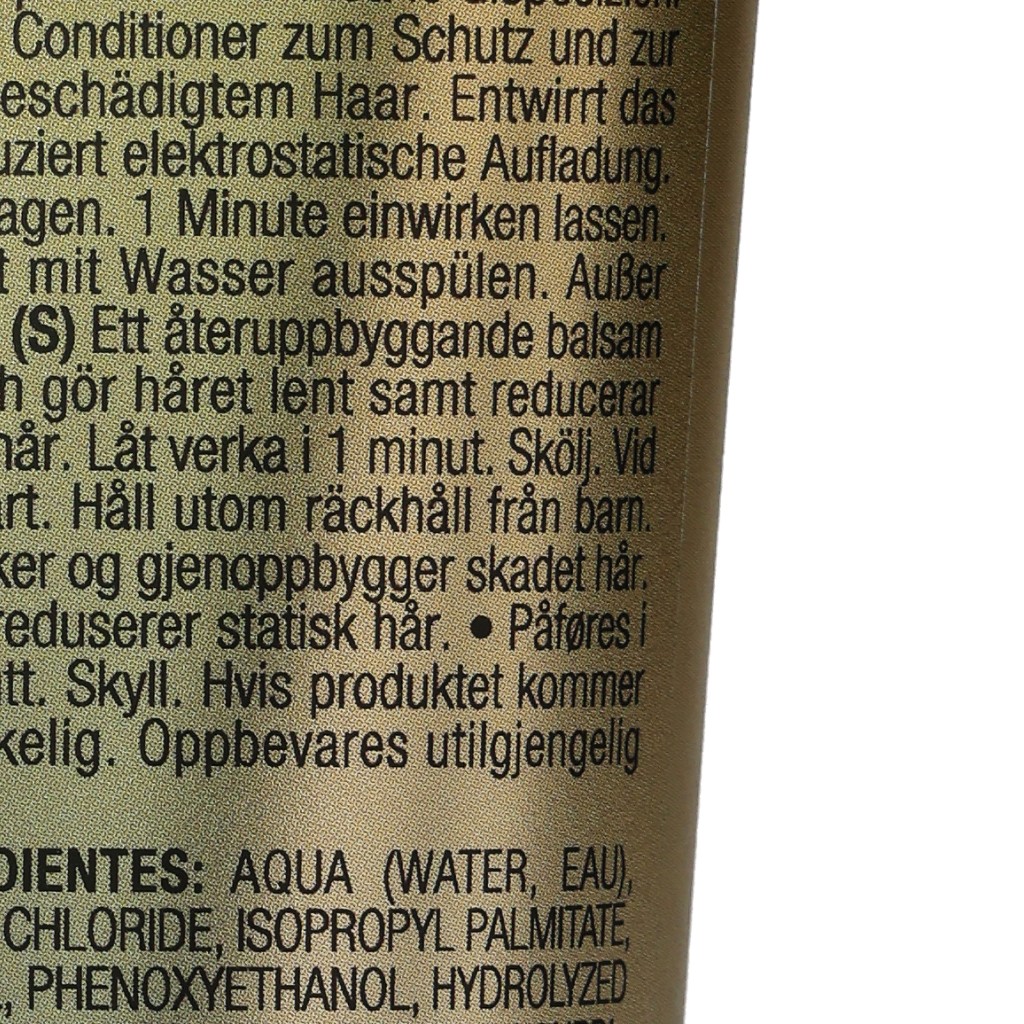 Conditioner zum Schutz und zur
eschädigtem Haar. Entwirrt das
uziert elektrostatische Aufladung.
agen. 1 Minute einwirken lassen.
t mit Wasser ausspülen. Außer
(S) Ett återuppbyggande balsam
h gör håret lent samt reducerar
hår. Låt verka i 1 minut. Skölj. Vid
rt. Håll utom räckhåll från barn.
ker og gjenoppbygger skadet hår.
reduserer statisk hår. • Påføres i
tt. Skyll. Hvis produktet kommer
kelig. Oppbevares utilgjengelig
DIENTES: AQUA (WATER, EAU),
CHLORIDE, ISOPROPYL PALMITATE,
, PHENOXYETHANOL, HYDROLYZED